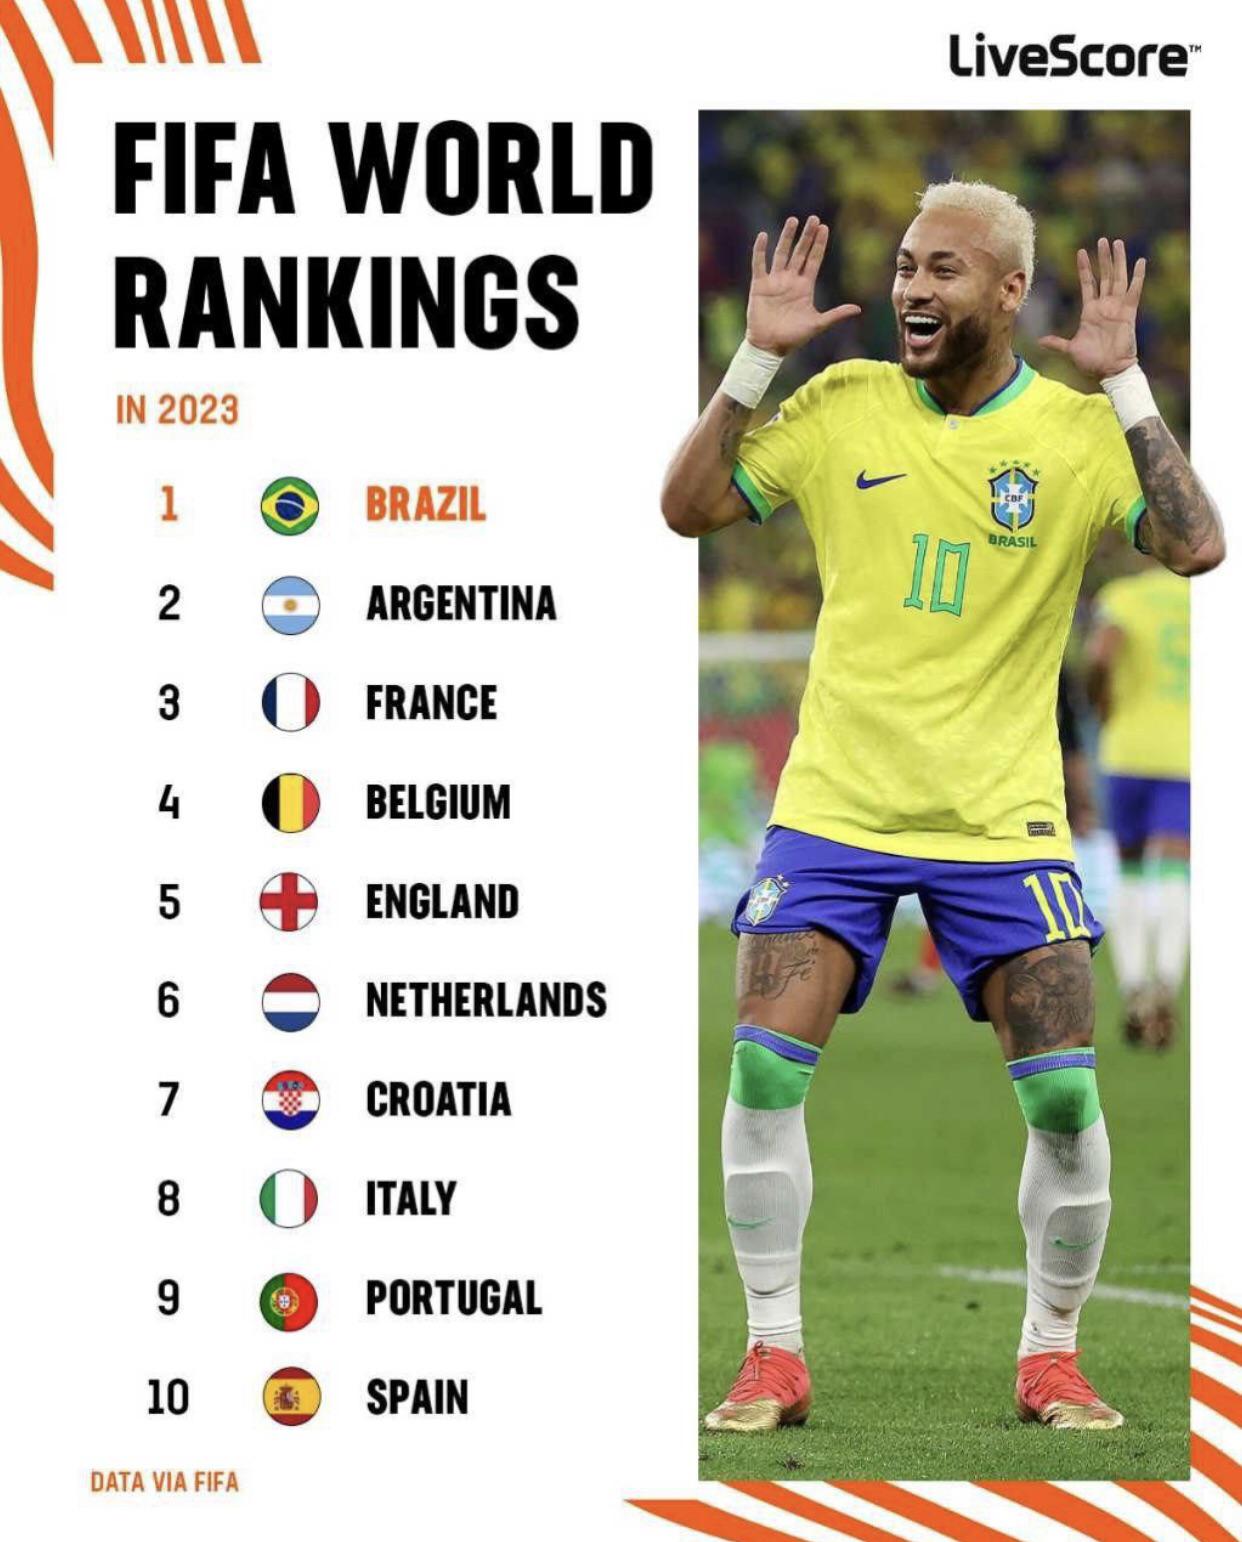 LiveScore™
FIFA WORLD
RANKINGS
IN 2023
1 BRAZIL
2 ARGENTINA
3 FRANCE
4 BELGIUM
5 ENGLAND
6 NETHERLANDS
7 CROATIA
8 ITALY
9 PORTUGAL
10 SPAIN
DATA VIA FIFA
CBF
BRASIL
10
10